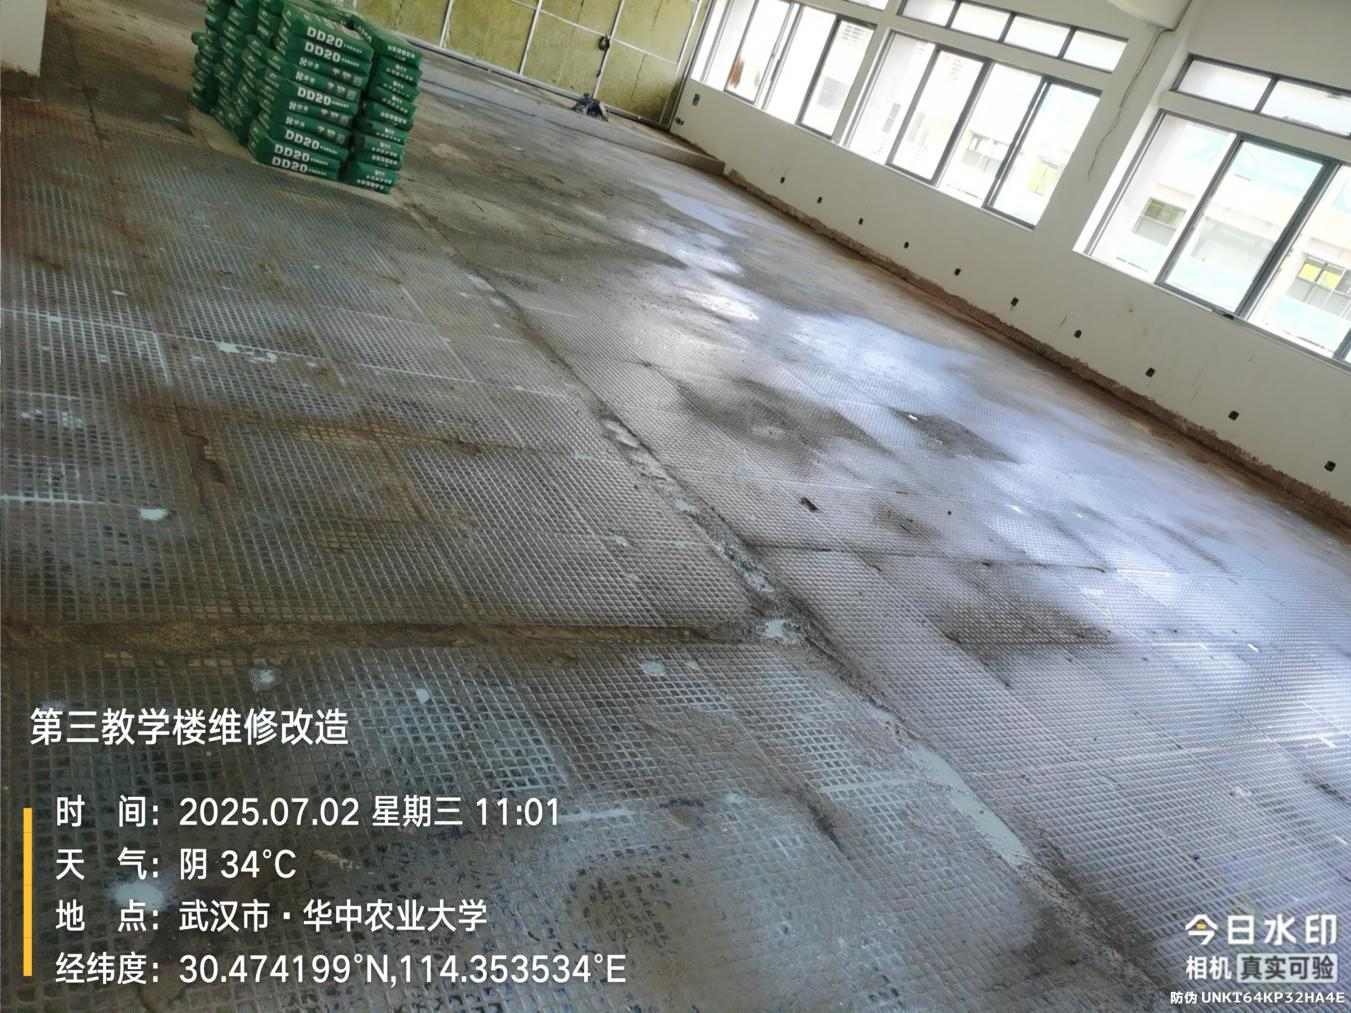 DD20
DD20
DD20
DD20
DD20
第三教学楼维修改造
时 间: 2025.07.02 星期三 11:01
天 气: 阴 34°C
地 点: 武汉市·华中农业大学
经纬度: 30.474199°N,114.353534°E
今日水印
相机 真实可验
防伪 UNKT64KP32HA4E